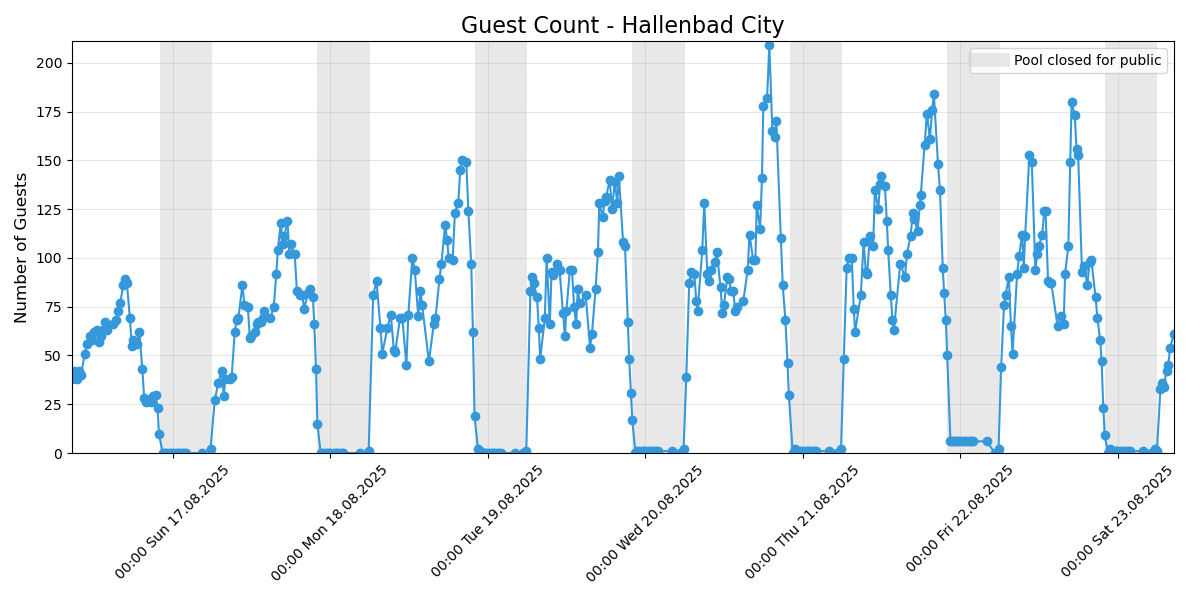 Guest Count - Hallenbad City
Pool closed for public
Number of Guests
200
175
150
125
100
75
50
25
0
00:00 Sun 17.08.2025
00:00 Mon 18.08.2025
00:00 Tue 19.08.2025
00:00 Wed 20.08.2025
00:00 Thu 21.08.2025
00:00 Fri 22.08.2025
00:00 Sat 23.08.2025